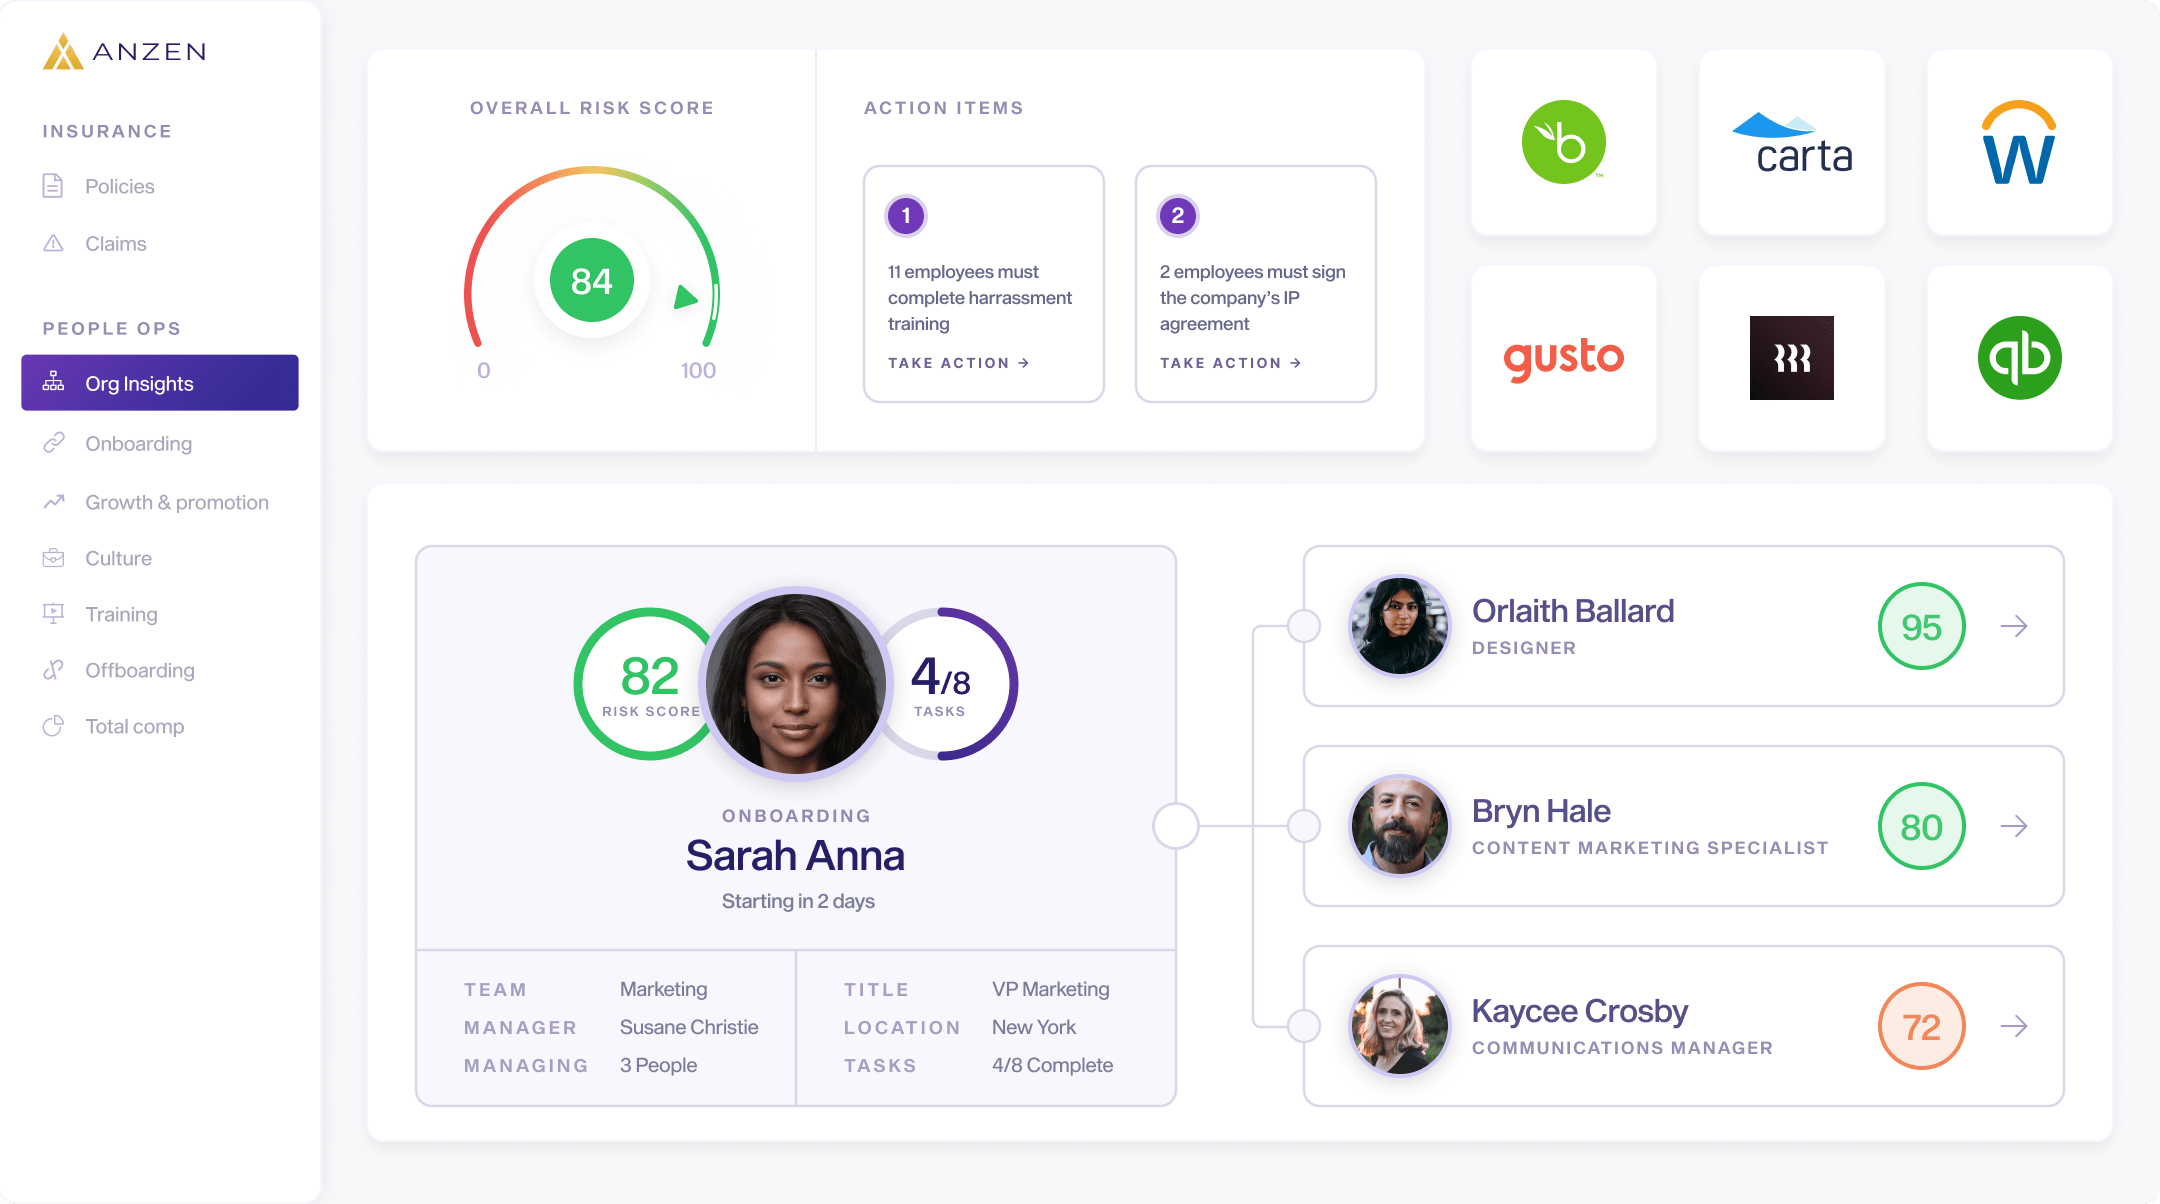 ANZEN
INSURANCE
Policies
Claims
PEOPLE OPS
Org Insights
Onboarding
Growth & promotion
Culture
Training
Offboarding
Total comp
OVERALL RISK SCORE
84
0
100
ACTION ITEMS
1
11 employees must
complete harrassment
training
TAKE ACTION →
2
2 employees must sign
the company's IP
agreement
TAKE ACTION →
b
™
carta
W
gusto
qb
82
RISK SCORE
4/8
TASKS
ONBOARDING
Sarah Anna
Starting in 2 days
TEAM Marketing
MANAGER Susane Christie
MANAGING 3 People
TITLE VP Marketing
LOCATION New York
TASKS 4/8 Complete
Orlaith Ballard
DESIGNER
95
Bryn Hale
CONTENT MARKETING SPECIALIST
80
Kaycee Crosby
COMMUNICATIONS MANAGER
72